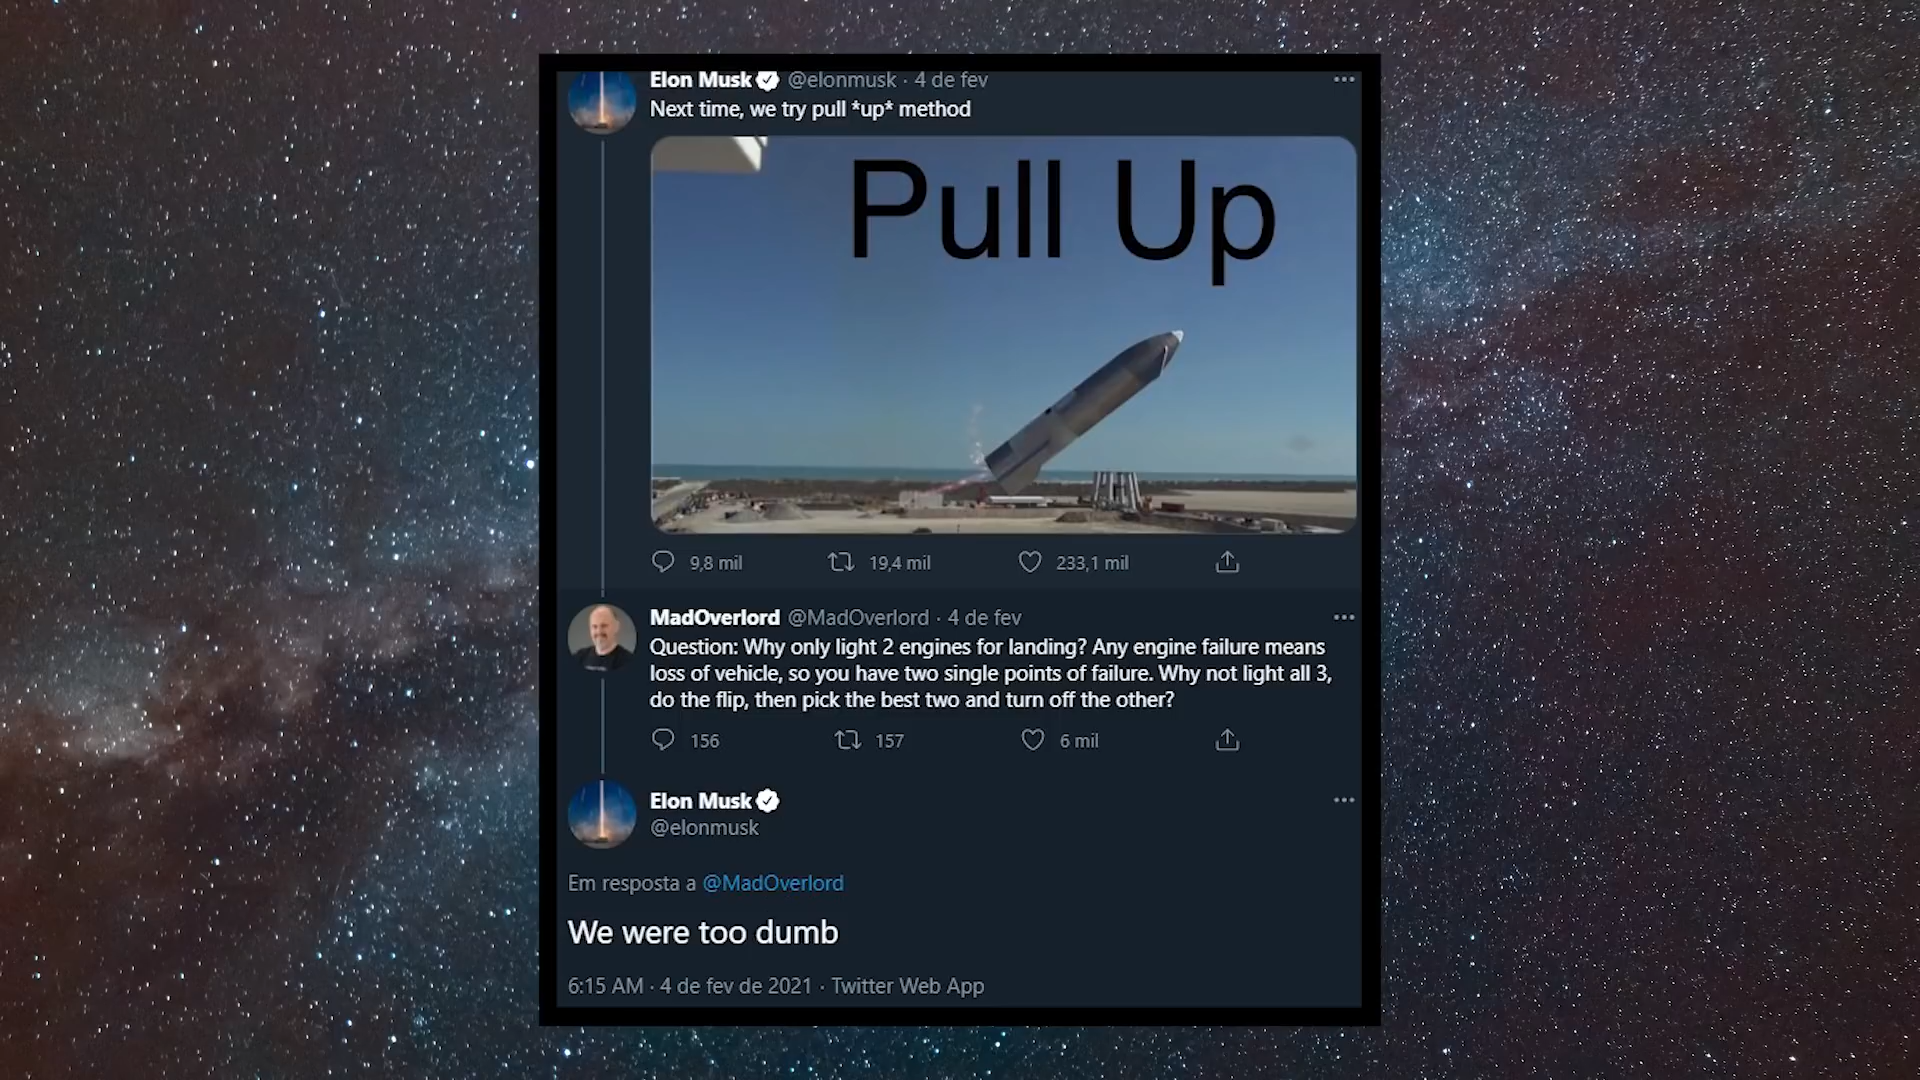 Elon Musk @elonmusk · 4 de fev
Next time, we try pull *up* method
Pull Up
9,8 mil 19,4 mil 233,1 mil
MadOverlord @MadOverlord · 4 de fev
Question: Why only light 2 engines for landing? Any engine failure means
loss of vehicle, so you have two single points of failure. Why not light all 3,
do the flip, then pick the best two and turn off the other?
156 157 6 mil
Elon Musk
@elonmusk
Em resposta a @MadOverlord
We were too dumb
6:15 AM · 4 de fev de 2021 · Twitter Web App